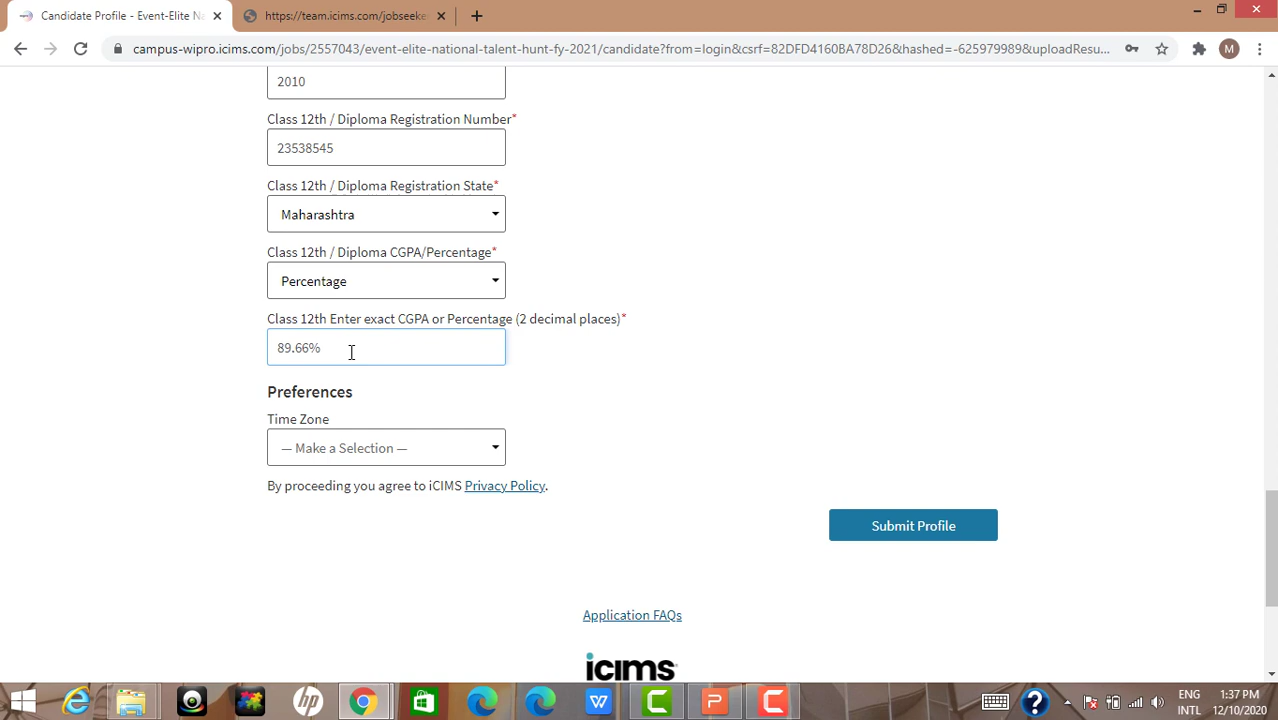 Candidate Profile - Event-Elite Na
https://team.icims.com/jobseeke
campus-wipro.icims.com/jobs/2557043/event-elite-national-talent-hunt-fy-2021/candidate?from=login&csrf=82DFD4160BA78D26&hashed=-625979989&uploadResu...
M
2010
Class 12th / Diploma Registration Number*
23538545
Class 12th / Diploma Registration State*
Maharashtra
Class 12th / Diploma CGPA/Percentage*
Percentage
Class 12th Enter exact CGPA or Percentage (2 decimal places)*
89.66%
Preferences
Time Zone
— Make a Selection —
By proceeding you agree to iCIMS Privacy Policy.
Submit Profile
Application FAQs
icims
ENG
INTL
1:37 PM
12/10/2020